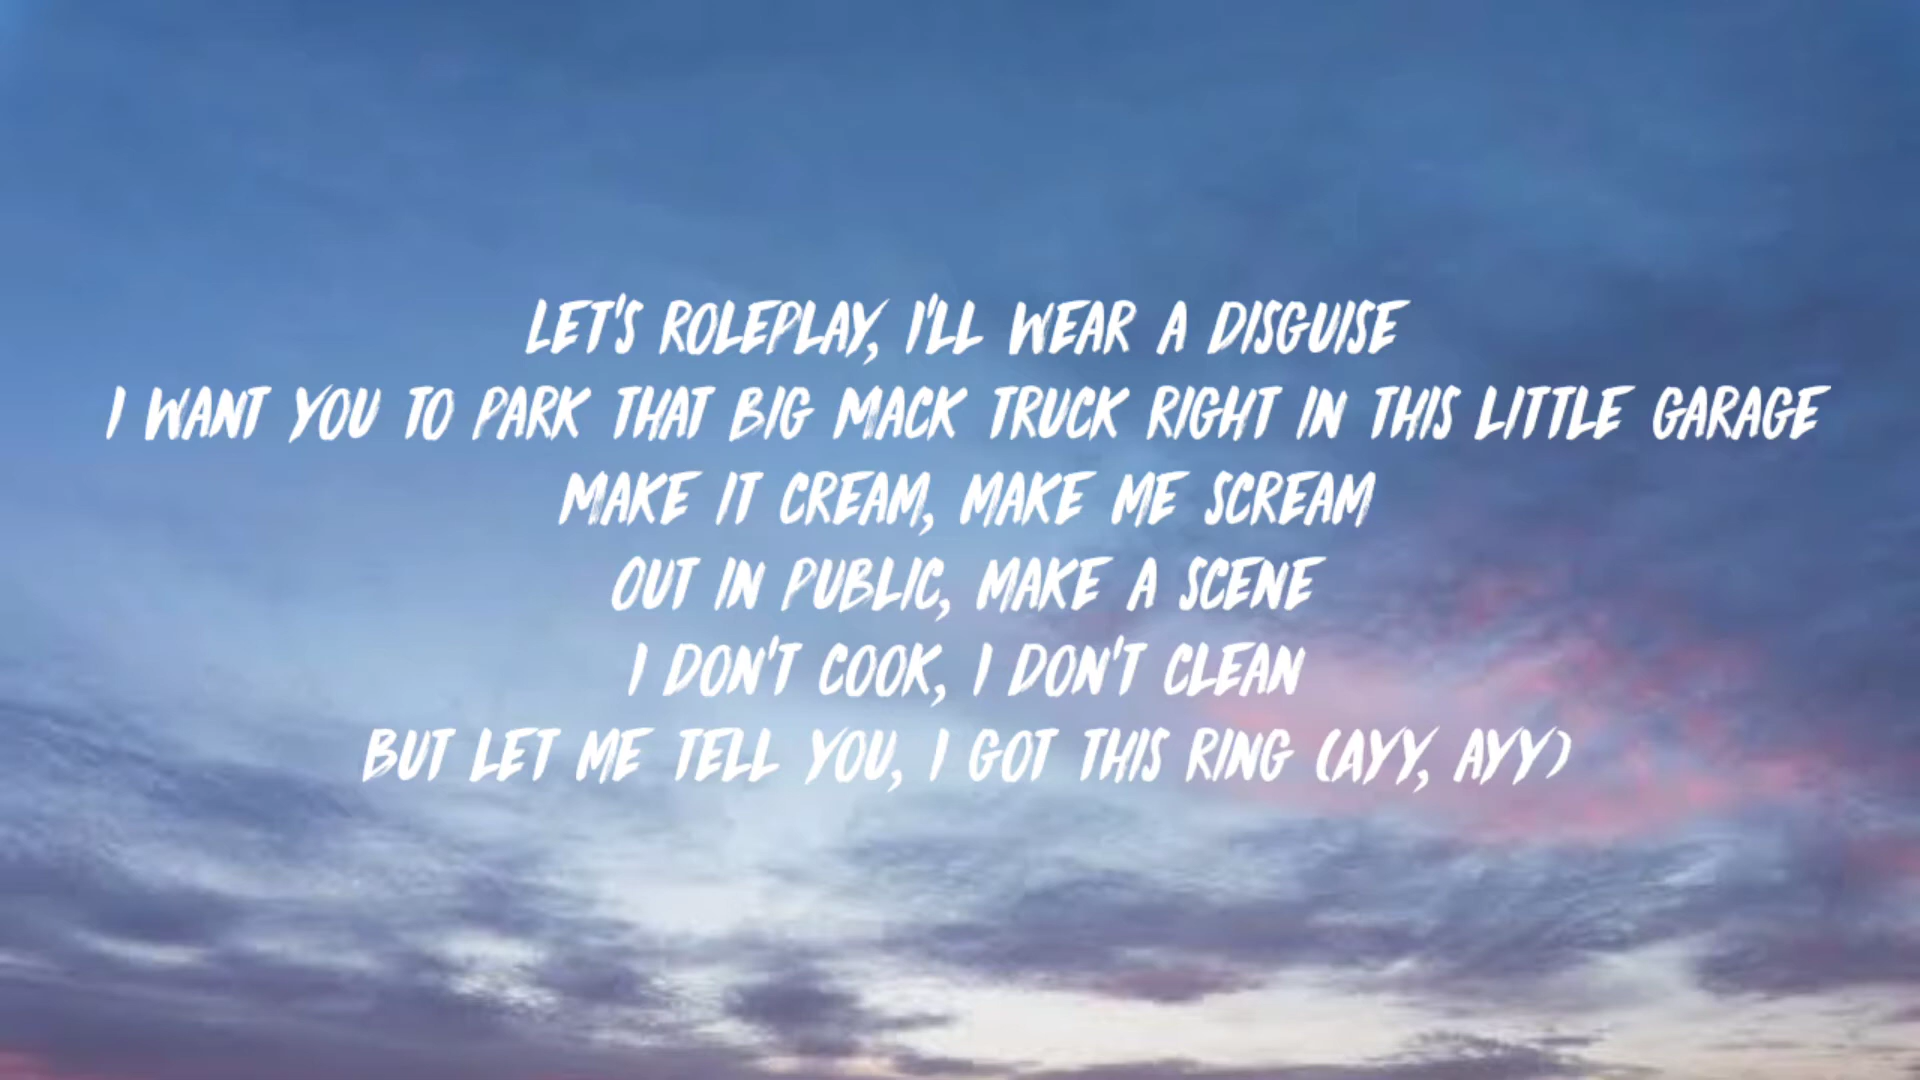 LET'S ROLEPLAY, I'LL WEAR A DISGUISE
I WANT YOU TO PARK THAT BIG MACK TRUCK RIGHT IN THIS LITTLE GARAGE
MAKE IT CREAM, MAKE ME SCREAM
OUT IN PUBLIC, MAKE A SCENE
I DON'T COOK, I DON'T CLEAN
BUT LET ME TELL YOU, I GOT THIS RING (AYY, AYY)